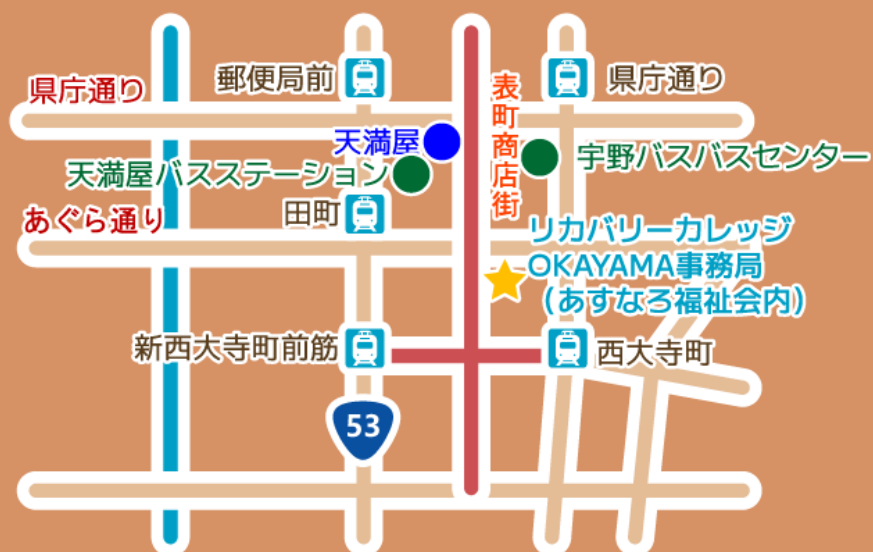 郵便局前
県庁通り
県庁通り
表町商店街
天満屋
宇野バスバスセンター
天満屋バスステーション
田町
あぐら通り
リカバリーカレッジ
OKAYAMA事務局
（あすなろ福祉会内）
新西大寺町前筋
西大寺町
53